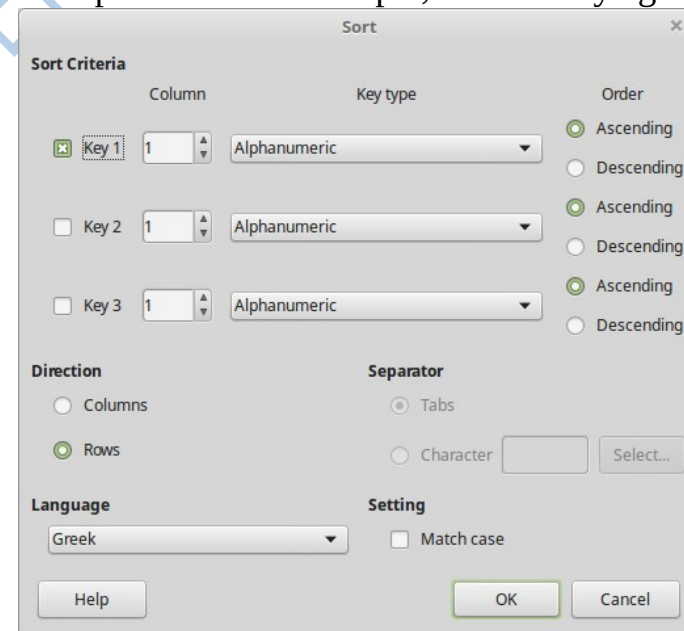 Sort
Sort Criteria
Column Key type Order
Key 1 1 Alphanumeric Ascending
Descending
Key 2 1 Alphanumeric Ascending
Descending
Key 3 1 Alphanumeric Ascending
Descending
Direction Separator
Columns Tabs
Rows Character Select...
Language Setting
Greek Match case
Help OK Cancel